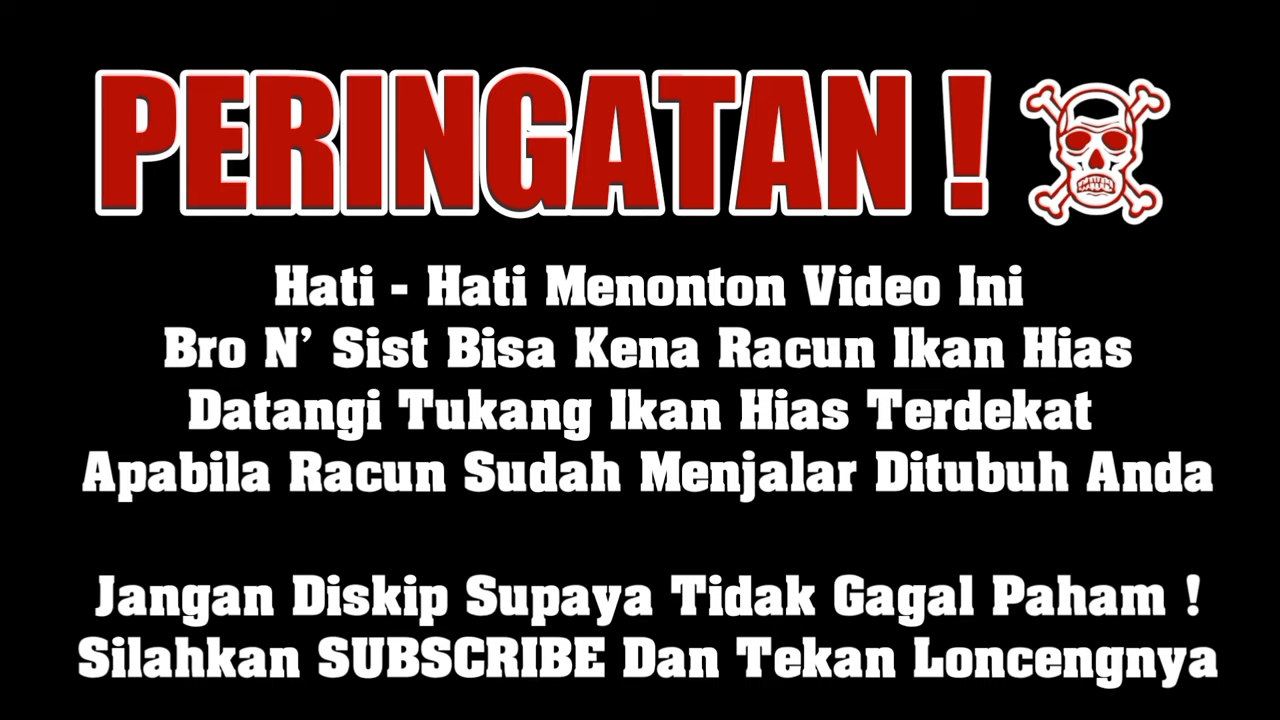 PERINGATAN !
Hati - Hati Menonton Video Ini
Bro N' Sist Bisa Kena Racun Ikan Hias
Datangi Tukang Ikan Hias Terdekat
Apabila Racun Sudah Menjalar Ditubuh Anda
Jangan Diskip Supaya Tidak Gagal Paham !
Silahkan SUBSCRIBE Dan Tekan Loncengnya